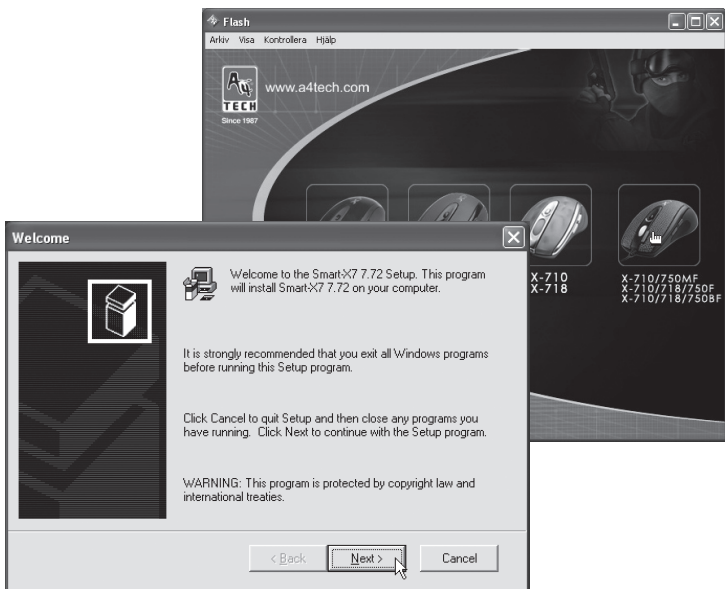 Flash
Arkiv Visa Kontrollera Hjälp
A4
TECH
Since 1987
www.a4tech.com
X-710
X-718
X-710/750MF
X-710/718/750F
X-710/718/750BF
Welcome
Welcome to the Smart-X7 7.72 Setup. This program
will install Smart-X7 7.72 on your computer.
It is strongly recommended that you exit all Windows programs
before running this Setup program.
Click Cancel to quit Setup and then close any programs you
have running. Click Next to continue with the Setup program.
WARNING: This program is protected by copyright law and
international treaties.
< Back
Next >
Cancel